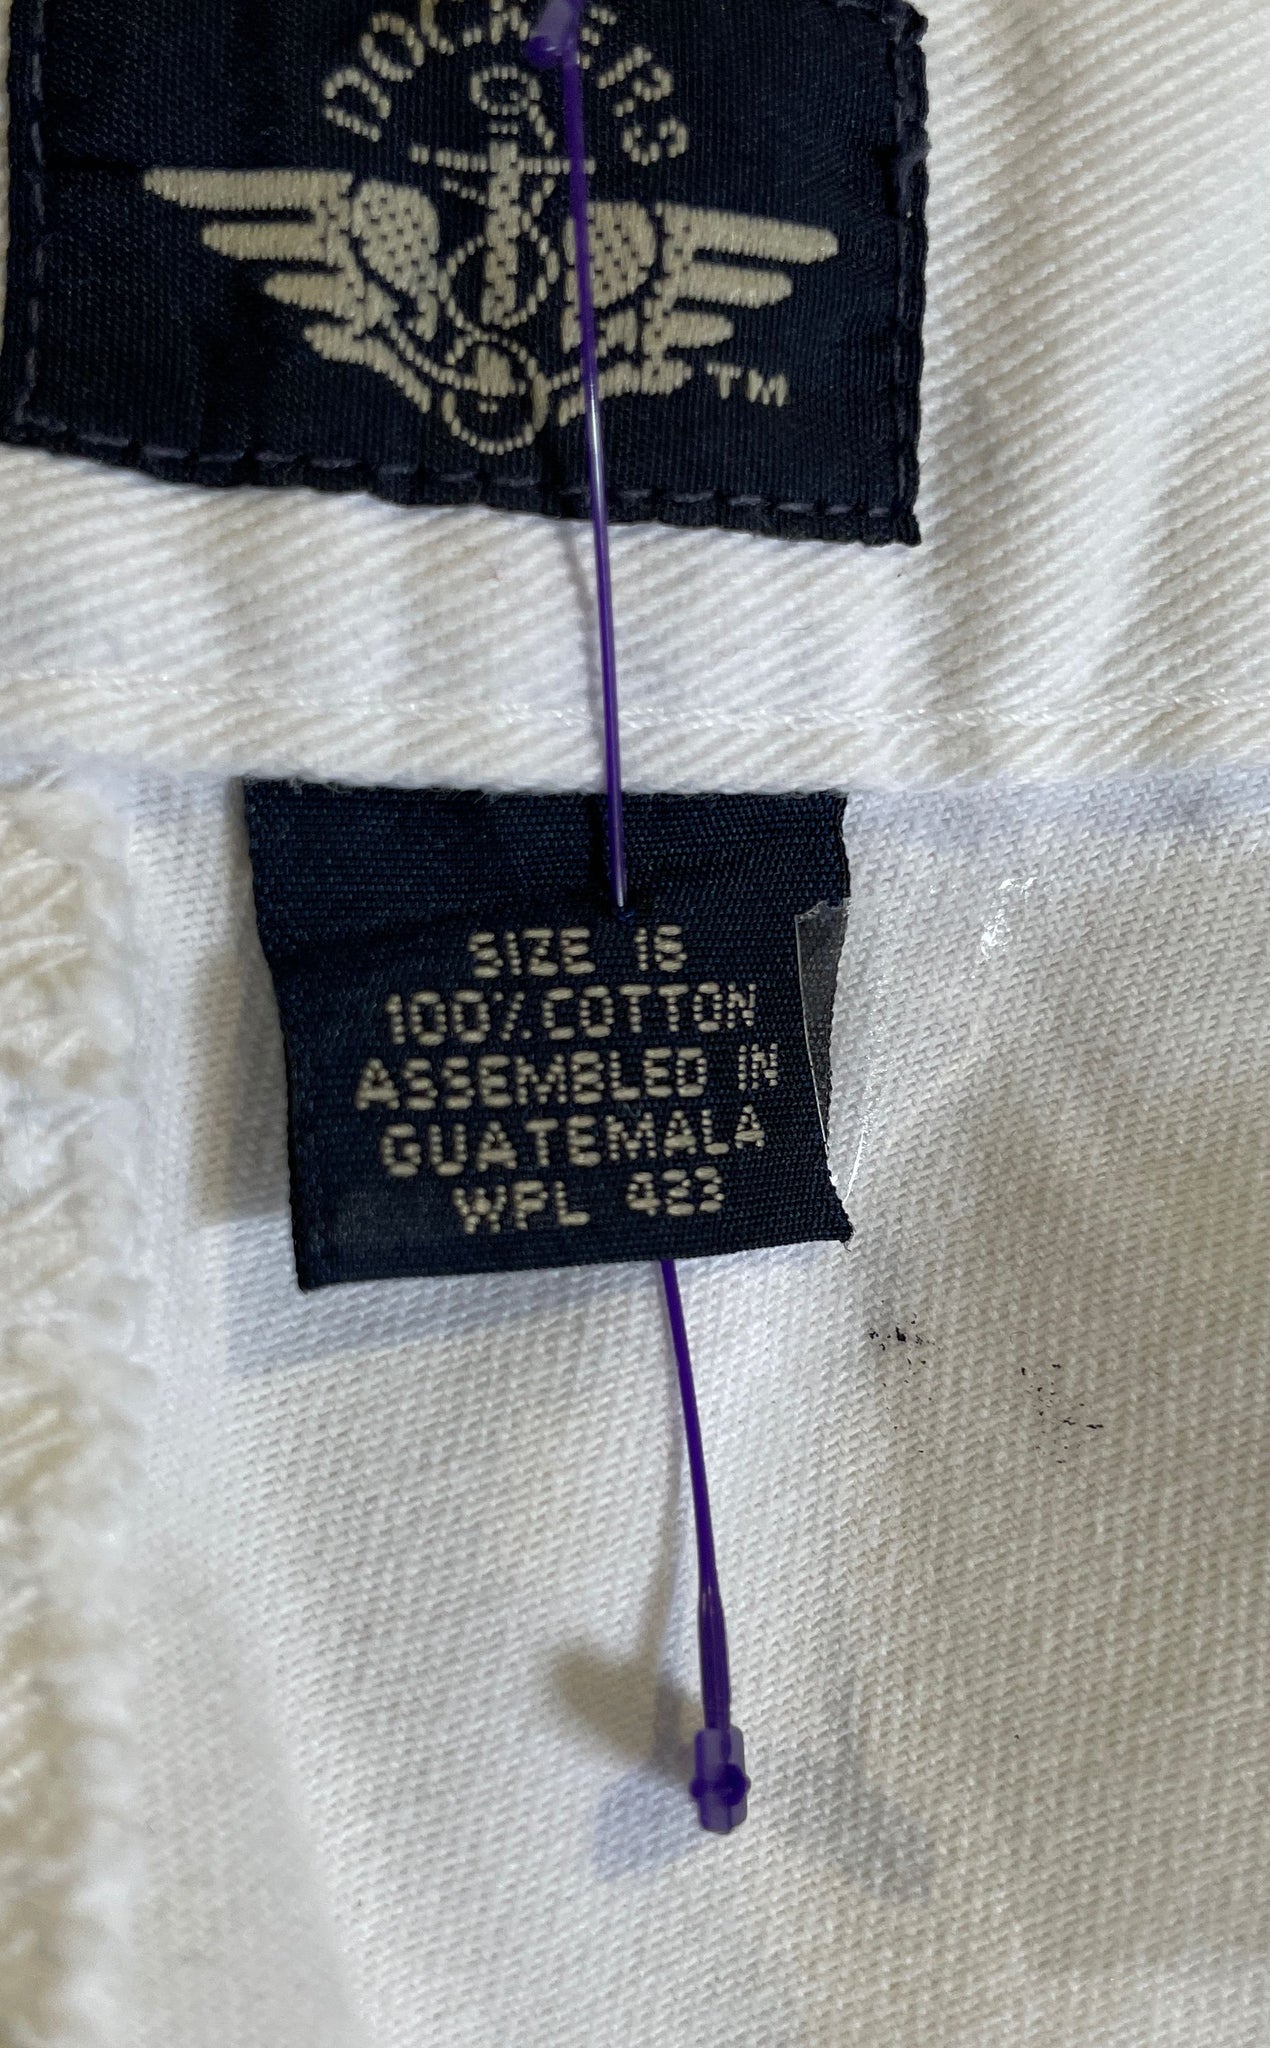 DOCKERS
TM
SIZE 16
100% COTTON
ASSEMBLED IN
GUATEMALA
WPL 423